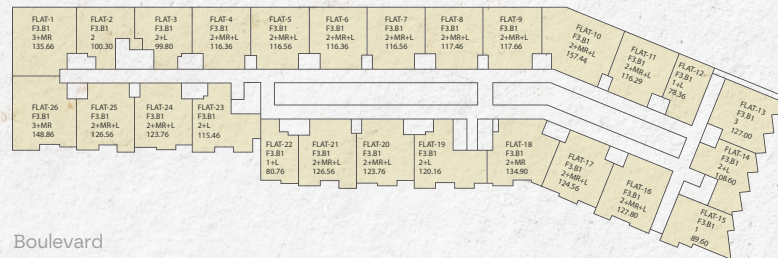 FLAT-1
F3.B1
3+MR
135.66
FLAT-2
F3.B1
2
100.30
FLAT-3
F3.B1
2+L
99.80
FLAT-4
F3.B1
2+MR+L
116.36
FLAT-5
F3.B1
2+MR+L
116.56
FLAT-6
F3.B1
2+MR+L
116.36
FLAT-7
F3.B1
2+MR+L
116.56
FLAT-8
F3.B1
2+MR+L
117.46
FLAT-9
F3.B1
2+MR+L
117.66
FLAT-10
F3.B1
2+MR+L
157.44
FLAT-11
F3.B1
2+MR+L
116.29
FLAT-12
F3.B1
1+L
78.36
FLAT-13
F3.B1
3
127.00
FLAT-14
F3.B1
2+L
108.60
FLAT-15
F3.B1
1
89.60
FLAT-16
F3.B1
2+MR+L
127.80
FLAT-17
F3.B1
2+MR+L
124.56
FLAT-18
F3.B1
2+MR
134.90
FLAT-19
F3.B1
2+L
120.16
FLAT-20
F3.B1
2+MR+L
123.76
FLAT-21
F3.B1
2+MR+L
126.56
FLAT-22
F3.B1
1+L
80.76
FLAT-23
F3.B1
2+L
115.46
FLAT-24
F3.B1
2+MR+L
123.76
FLAT-25
F3.B1
2+MR+L
126.56
FLAT-26
F3.B1
3+MR
148.86
Boulevard